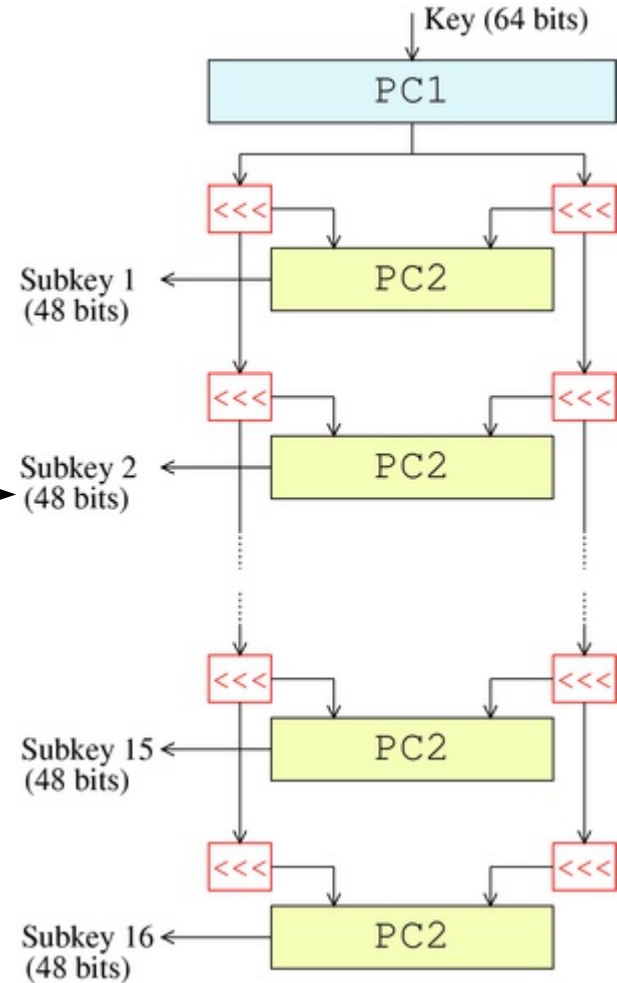 Key (64 bits)
PC1
<<< <<<
Subkey 1 PC2
(48 bits)
<<< <<<
Subkey 2 PC2
(48 bits)
<<< <<<
Subkey 15 PC2
(48 bits)
<<< <<<
Subkey 16 PC2
(48 bits)